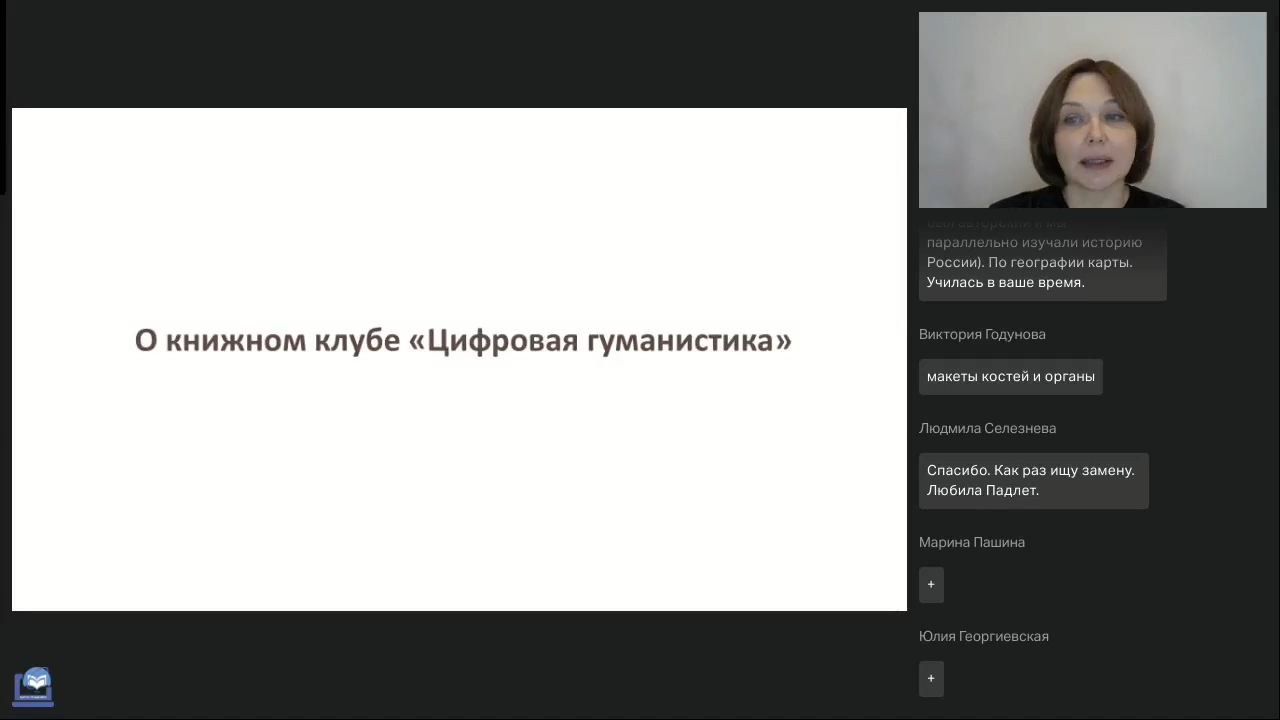 О книжном клубе «Цифровая гуманистика»
параллельно изучали историю
России). По географии карты.
Училась в ваше время.
Виктория Годунова
макеты костей и органы
Людмила Селезнева
Спасибо. Как раз ищу замену.
Любила Падлет.
Марина Пашина
+
Юлия Георгиевская
+